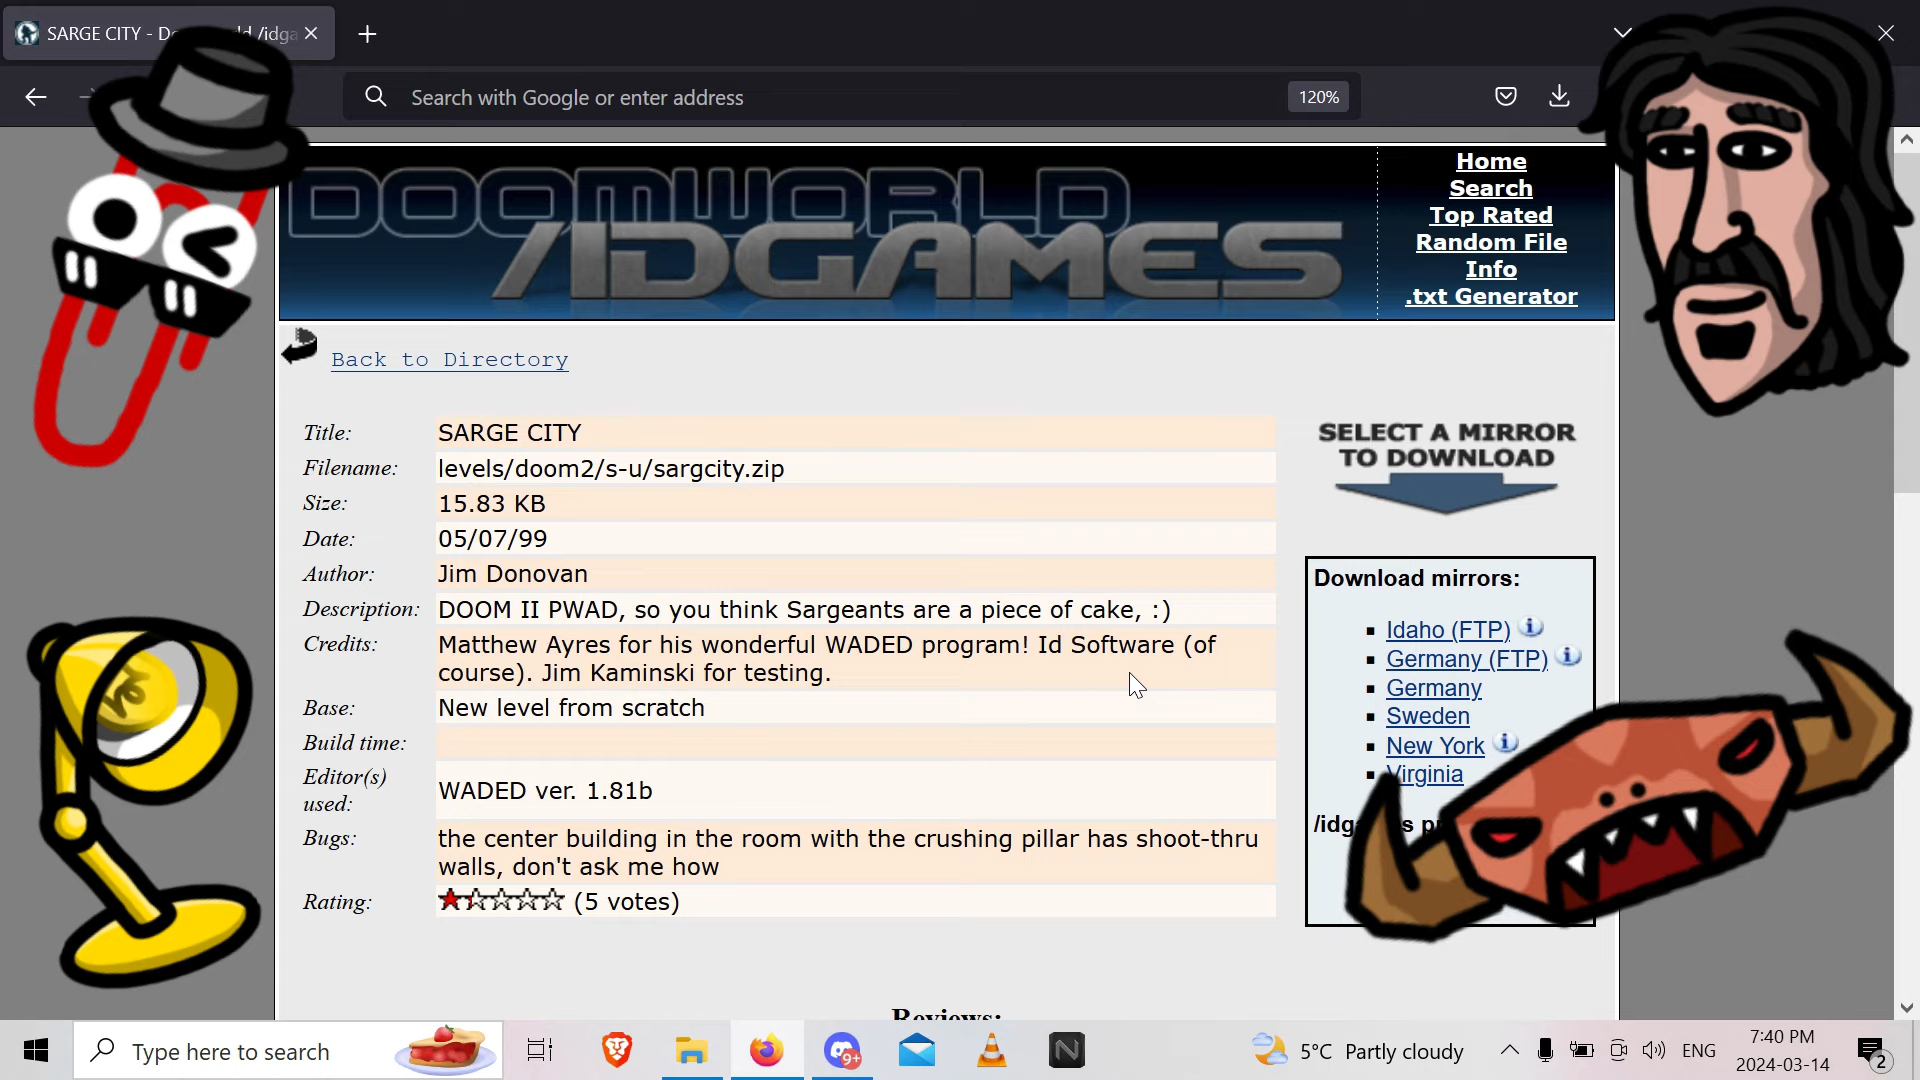 SARGE CITY - Do
ld /idga
Search with Google or enter address
120%
DOOMWORLD
/IDGAMES
Home
Search
Top Rated
Random File
Info
.txt Generator
Back to Directory
Title: SARGE CITY
Filename: levels/doom2/s-u/sargcity.zip
Size: 15.83 KB
Date: 05/07/99
Author: Jim Donovan
Description: DOOM II PWAD, so you think Sargeants are a piece of cake, :)
Credits: Matthew Ayres for his wonderful WADED program! Id Software (of
course). Jim Kaminski for testing.
Base: New level from scratch
Build time:
Editor(s)
used:
WADED ver. 1.81b
Bugs: the center building in the room with the crushing pillar has shoot-thru
walls, don't ask me how
Rating: (5 votes)
Reviews:
SELECT A MIRROR
TO DOWNLOAD
Download mirrors:
Idaho (FTP)
Germany (FTP)
Germany
Sweden
New York
Virginia
/idg
s p
Type here to search
9+
N
5°C Partly cloudy
ENG
7:40 PM
2024-03-14
2